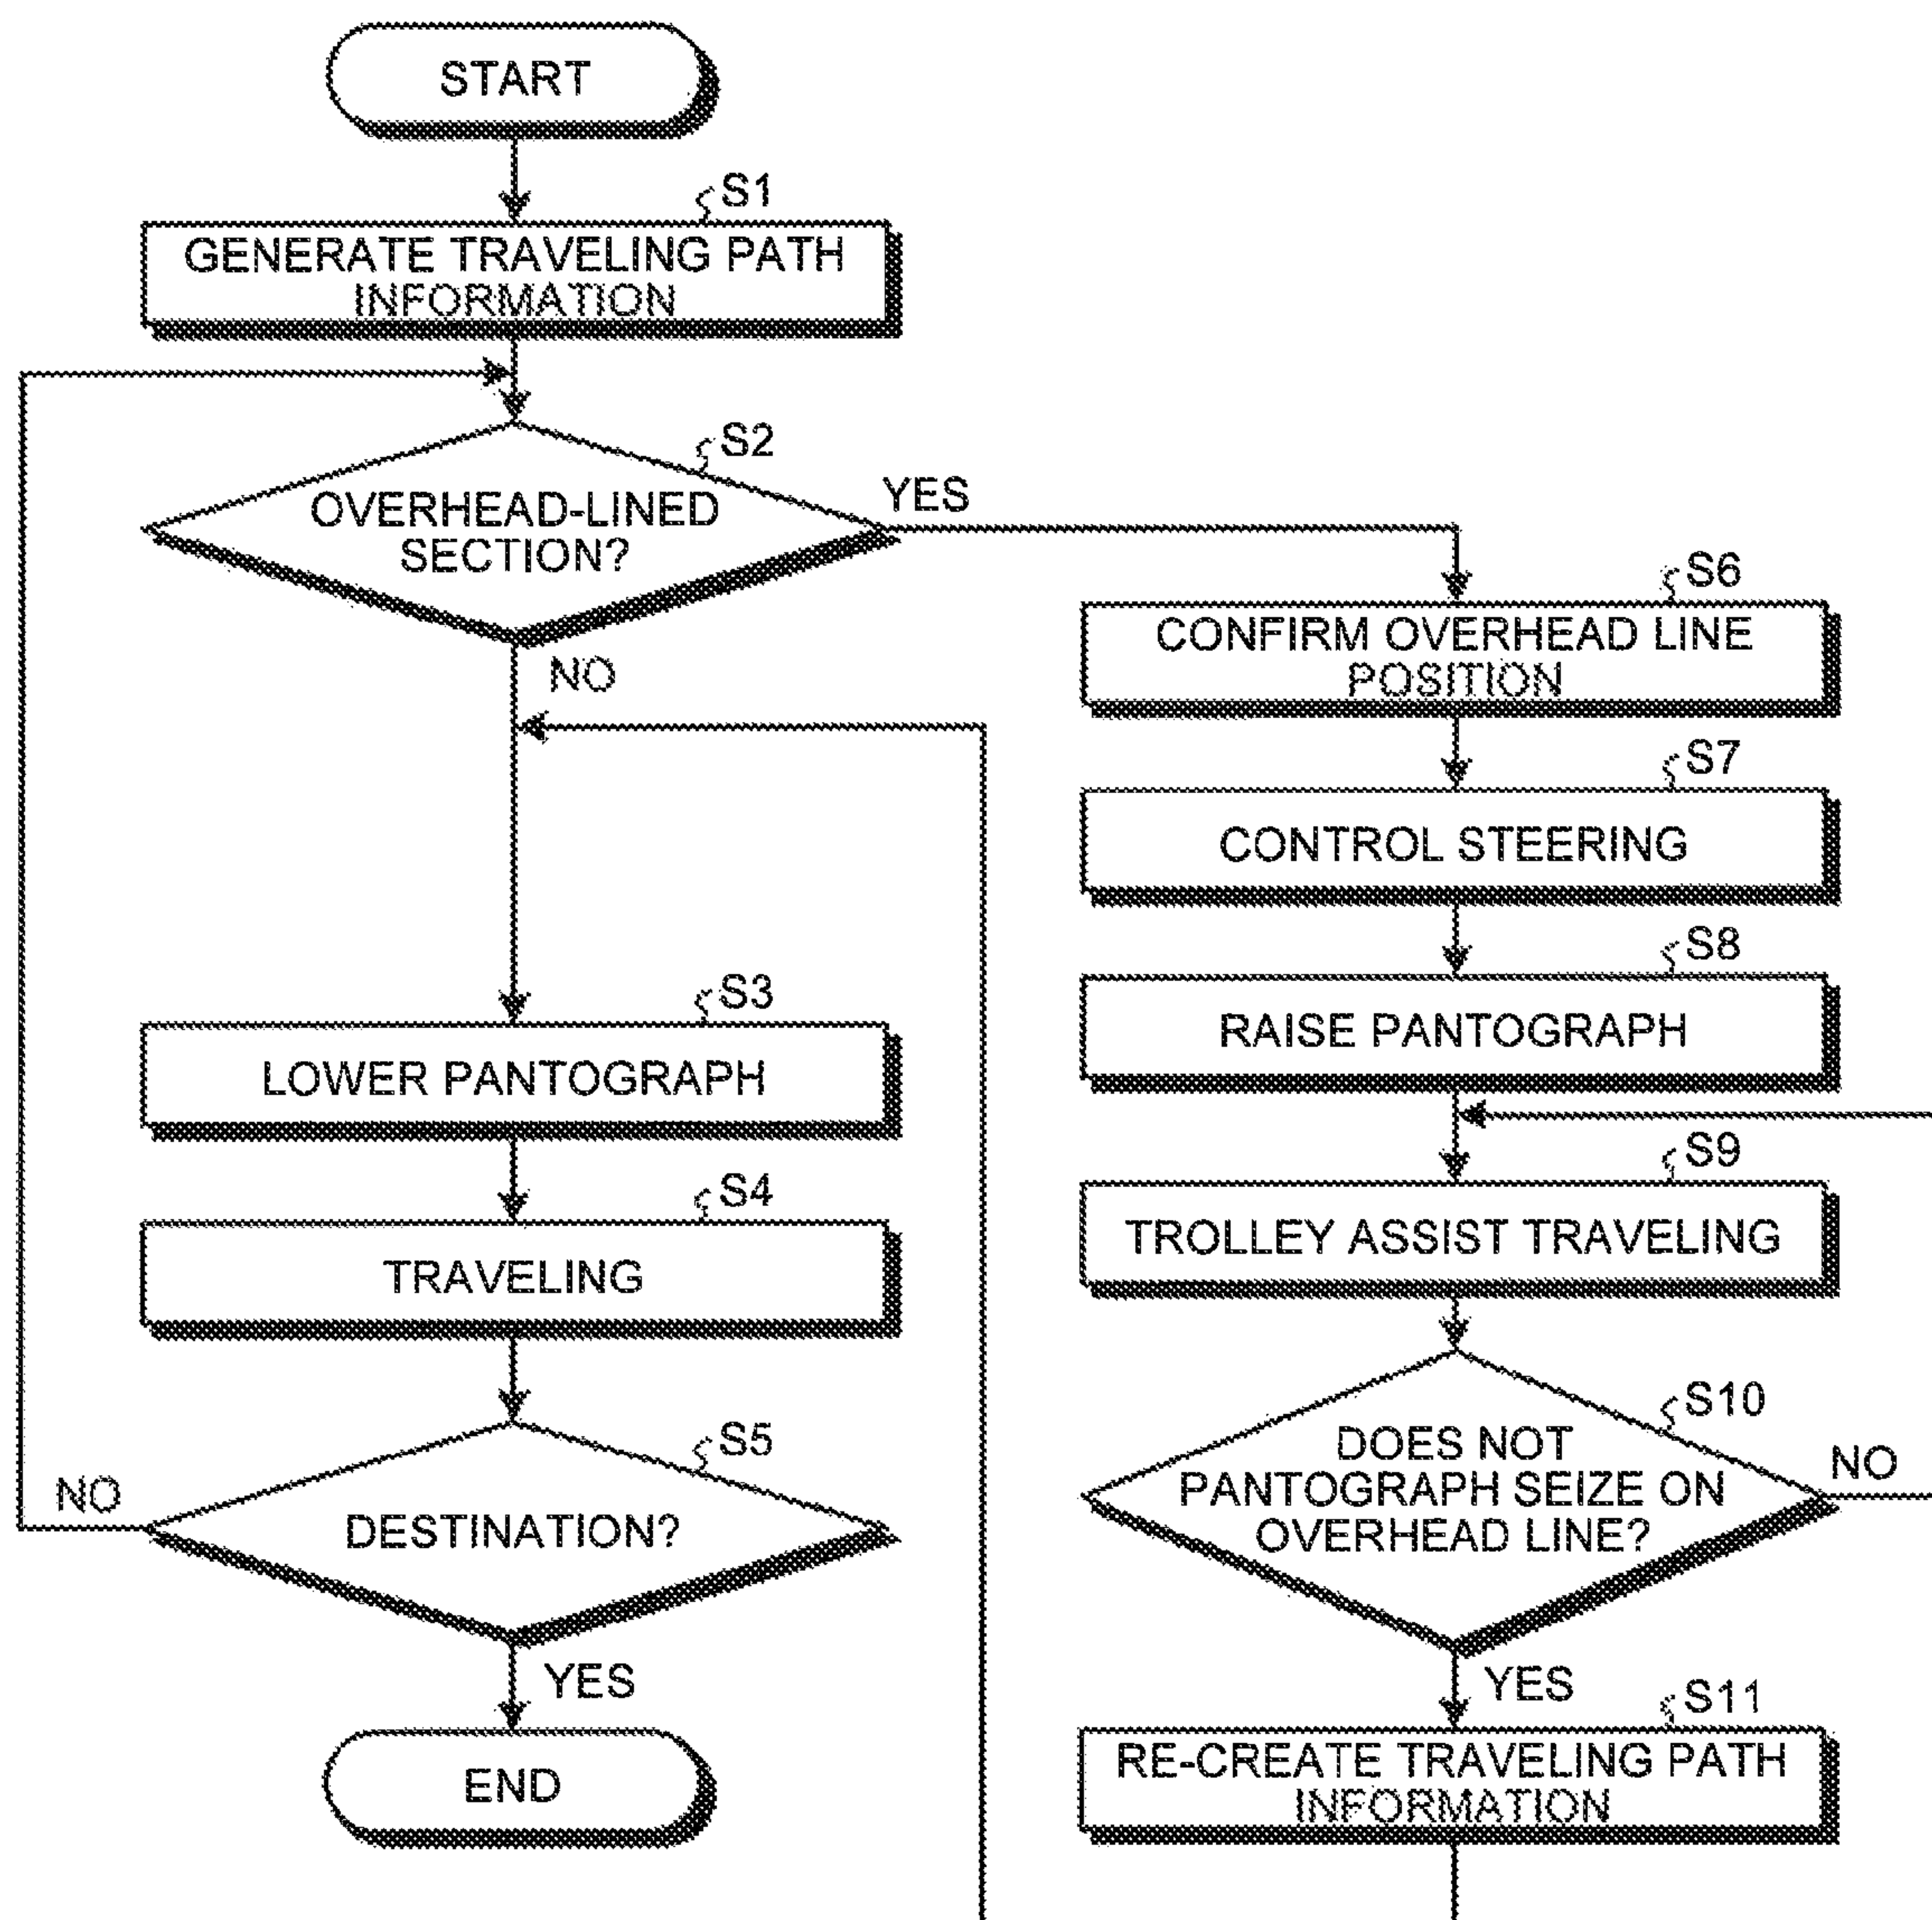 START
S1
GENERATE TRAVELING PATH
INFORMATION
S2
OVERHEAD-LINED
SECTION?
YES
NO
S3
LOWER PANTOGRAPH
S4
TRAVELING
S5
DESTINATION?
NO
YES
END
S6
CONFIRM OVERHEAD LINE
POSITION
S7
CONTROL STEERING
S8
RAISE PANTOGRAPH
S9
TROLLEY ASSIST TRAVELING
S10
DOES NOT
PANTOGRAPH SEIZE ON
OVERHEAD LINE?
NO
YES
S11
RE-CREATE TRAVELING PATH
INFORMATION